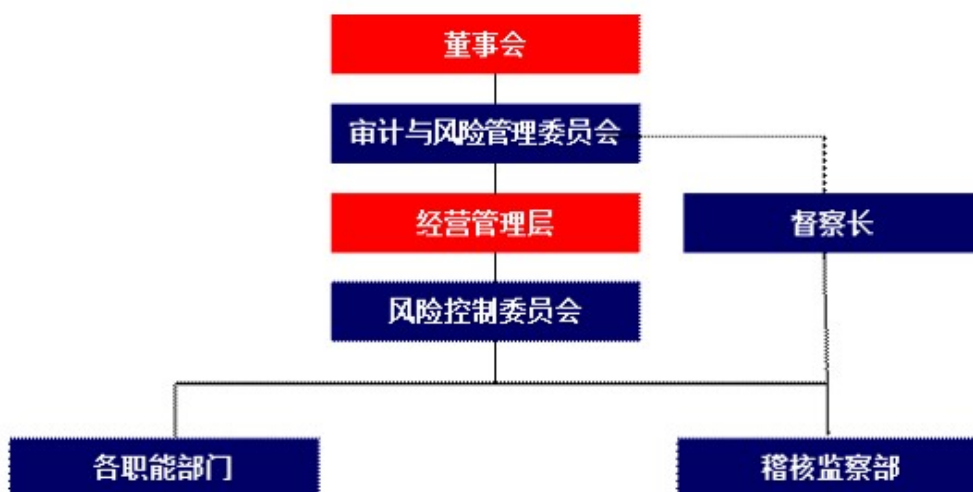 董事会
审计与风险管理委员会
经营管理层
督察长
风险控制委员会
各职能部门
稽核监察部